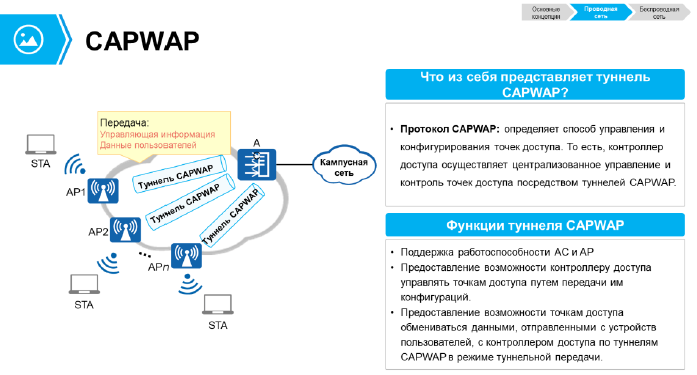 Основные концепции
Проводная сеть
Беспроводная сеть
CAPWAP
Передача:
Управляющая информация
Данные пользователей
STA
AP1
AP2
...
APn
STA
STA
A
Туннель CAPWAP
Туннель CAPWAP
Туннель CAPWAP
Кампусная
сеть
Что из себя представляет туннель
CAPWAP?
• Протокол CAPWAP: определяет способ управления и
конфигурирования точек доступа. То есть, контроллер
доступа осуществляет централизованное управление и
контроль точек доступа посредством туннелей CAPWAP.
Функции туннеля CAPWAP
• Поддержка работоспособности AC и AP
• Предоставление возможности контроллеру доступа
управлять точкам доступа путем передачи им
конфигураций.
• Предоставление возможности точкам доступа
обмениваться данными, отправленными с устройств
пользователей, с контроллером доступа по туннелям
CAPWAP в режиме туннельной передачи.